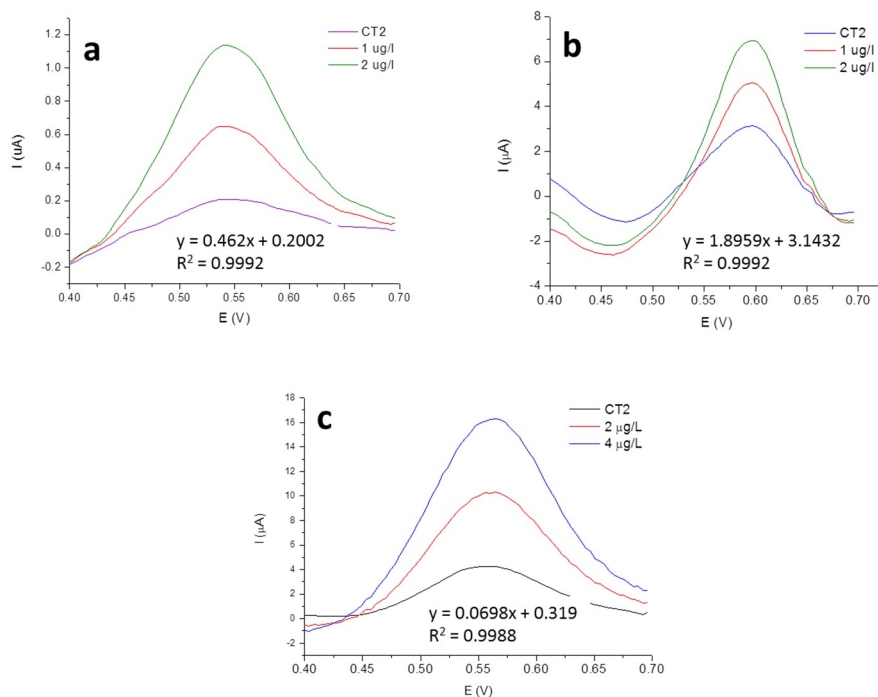 a
CT2
1 ug/l
2 ug/l
1.2
1.0
0.8
0.6
0.4
0.2
0.0
-0.2
I (uA)
y = 0.462x + 0.2002
R² = 0.9992
0.40 0.45 0.50 0.55 0.60 0.65 0.70
E (V)
b
CT2
1 ug/l
2 ug/l
8
6
4
2
0
-2
-4
I (μA)
y = 1.8959x + 3.1432
R² = 0.9992
0.40 0.45 0.50 0.55 0.60 0.65 0.70
E (V)
c
CT2
2 μg/L
4 μg/L
18
16
14
12
10
8
6
4
2
0
-2
I (μA)
y = 0.0698x + 0.319
R² = 0.9988
0.40 0.45 0.50 0.55 0.60 0.65 0.70
E (V)